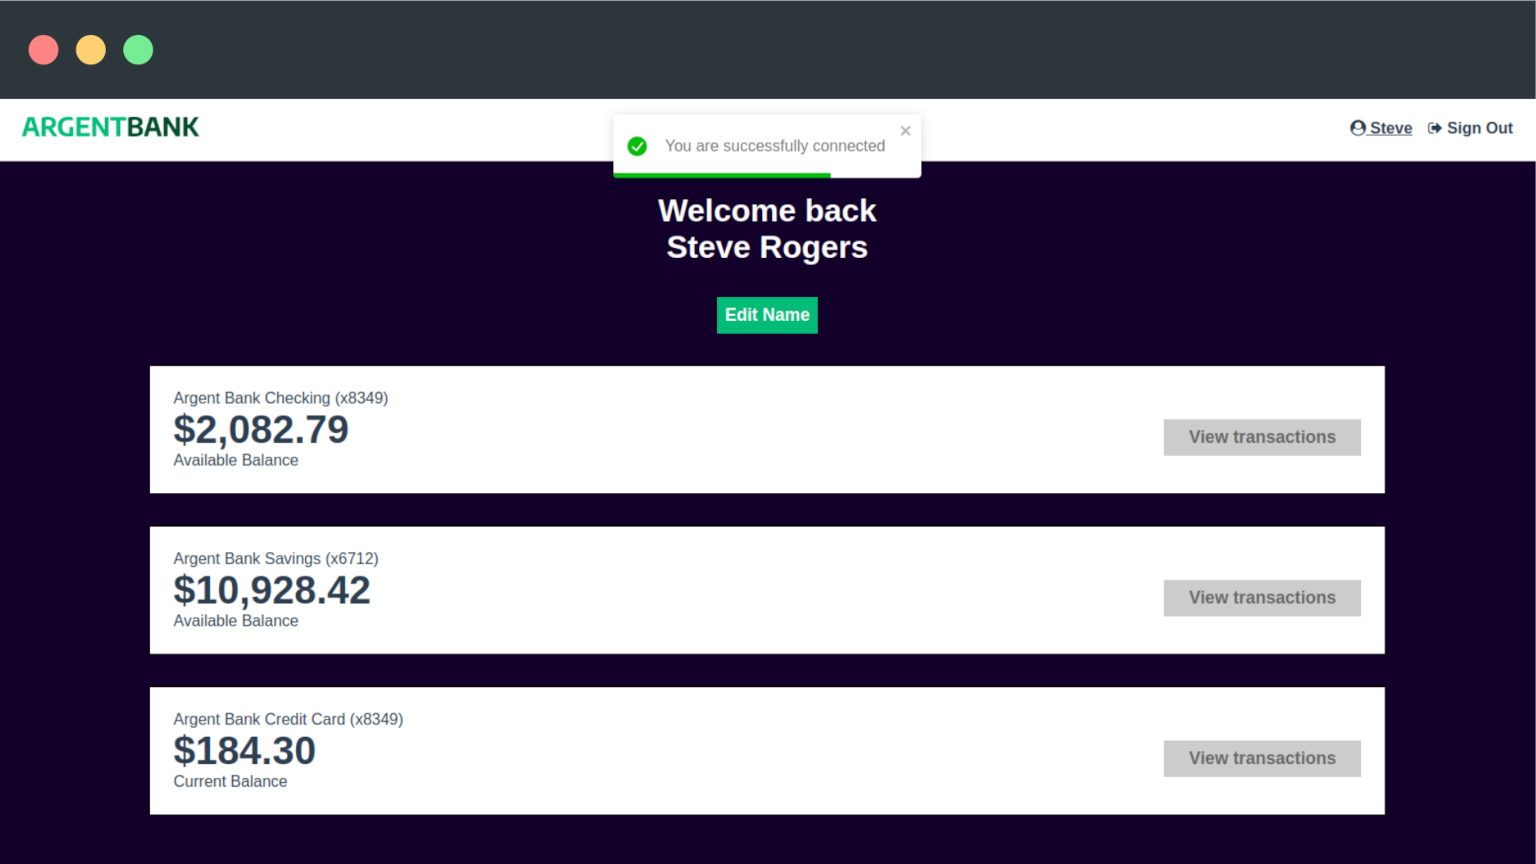 ARGENTBANK
You are successfully connected
Steve
Sign Out
Welcome back
Steve Rogers
Edit Name
Argent Bank Checking (x8349)
$2,082.79
Available Balance
View transactions
Argent Bank Savings (x6712)
$10,928.42
Available Balance
View transactions
Argent Bank Credit Card (x8349)
$184.30
Current Balance
View transactions